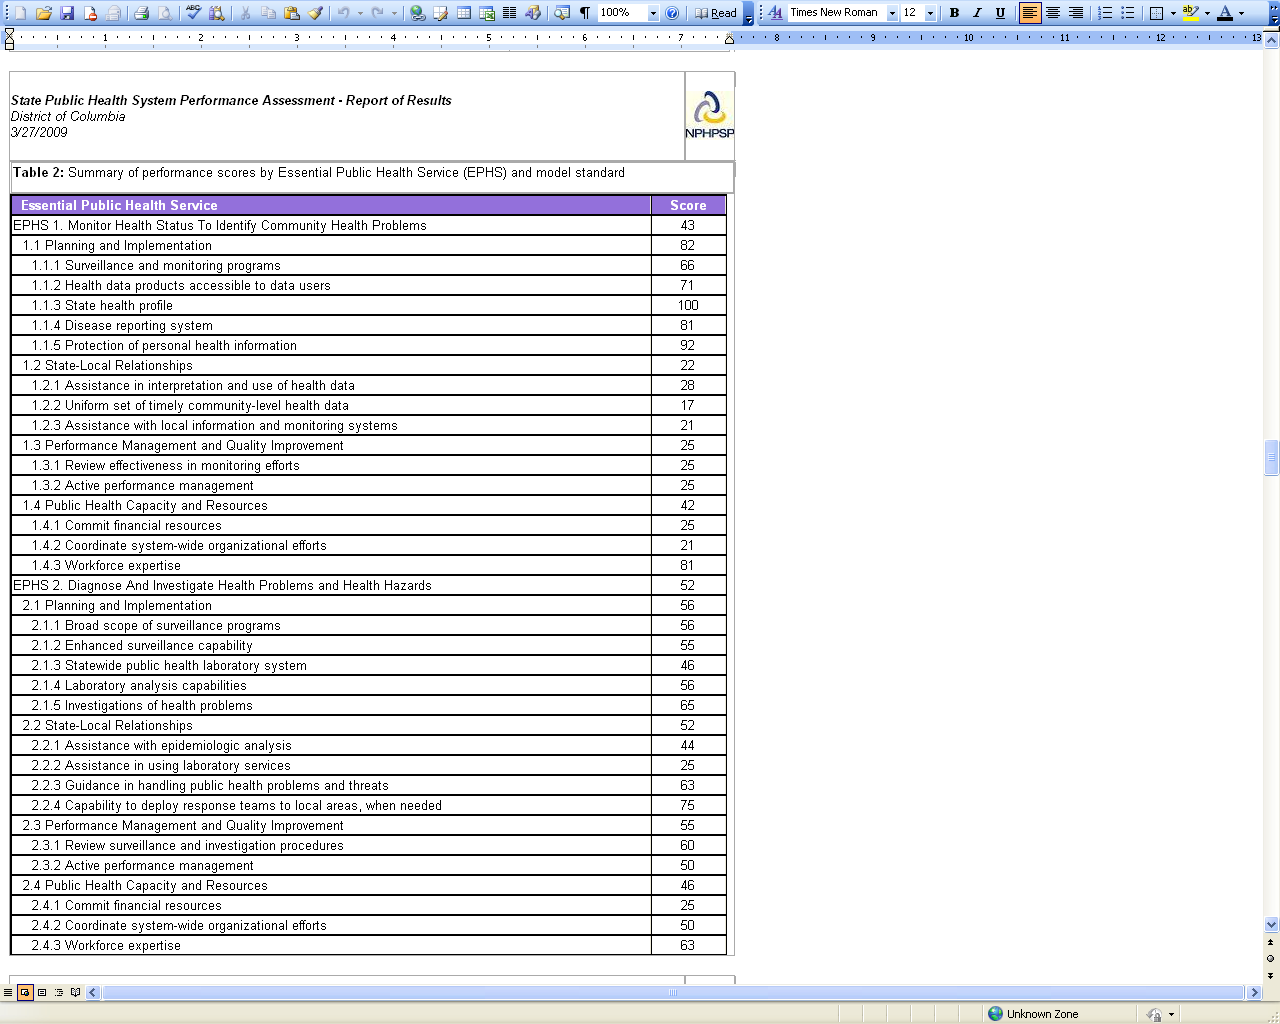 100%
Read
Times New Roman
12
B I U
1 2 3 4 5 6 7 8 9 10 11 12 13
State Public Health System Performance Assessment - Report of Results
District of Columbia
3/27/2009
NPHPSP
Table 2: Summary of performance scores by Essential Public Health Service (EPHS) and model standard
Essential Public Health Service Score
EPHS 1. Monitor Health Status To Identify Community Health Problems 43
1.1 Planning and Implementation 82
1.1.1 Surveillance and monitoring programs 66
1.1.2 Health data products accessible to data users 71
1.1.3 State health profile 100
1.1.4 Disease reporting system 81
1.1.5 Protection of personal health information 92
1.2 State-Local Relationships 22
1.2.1 Assistance in interpretation and use of health data 28
1.2.2 Uniform set of timely community-level health data 17
1.2.3 Assistance with local information and monitoring systems 21
1.3 Performance Management and Quality Improvement 25
1.3.1 Review effectiveness in monitoring efforts 25
1.3.2 Active performance management 25
1.4 Public Health Capacity and Resources 42
1.4.1 Commit financial resources 25
1.4.2 Coordinate system-wide organizational efforts 21
1.4.3 Workforce expertise 81
EPHS 2. Diagnose And Investigate Health Problems and Health Hazards 52
2.1 Planning and Implementation 56
2.1.1 Broad scope of surveillance programs 56
2.1.2 Enhanced surveillance capability 55
2.1.3 Statewide public health laboratory system 46
2.1.4 Laboratory analysis capabilities 56
2.1.5 Investigations of health problems 65
2.2 State-Local Relationships 52
2.2.1 Assistance with epidemiologic analysis 44
2.2.2 Assistance in using laboratory services 25
2.2.3 Guidance in handling public health problems and threats 63
2.2.4 Capability to deploy response teams to local areas, when needed 75
2.3 Performance Management and Quality Improvement 55
2.3.1 Review surveillance and investigation procedures 60
2.3.2 Active performance management 50
2.4 Public Health Capacity and Resources 46
2.4.1 Commit financial resources 25
2.4.2 Coordinate system-wide organizational efforts 50
2.4.3 Workforce expertise 63
Unknown Zone